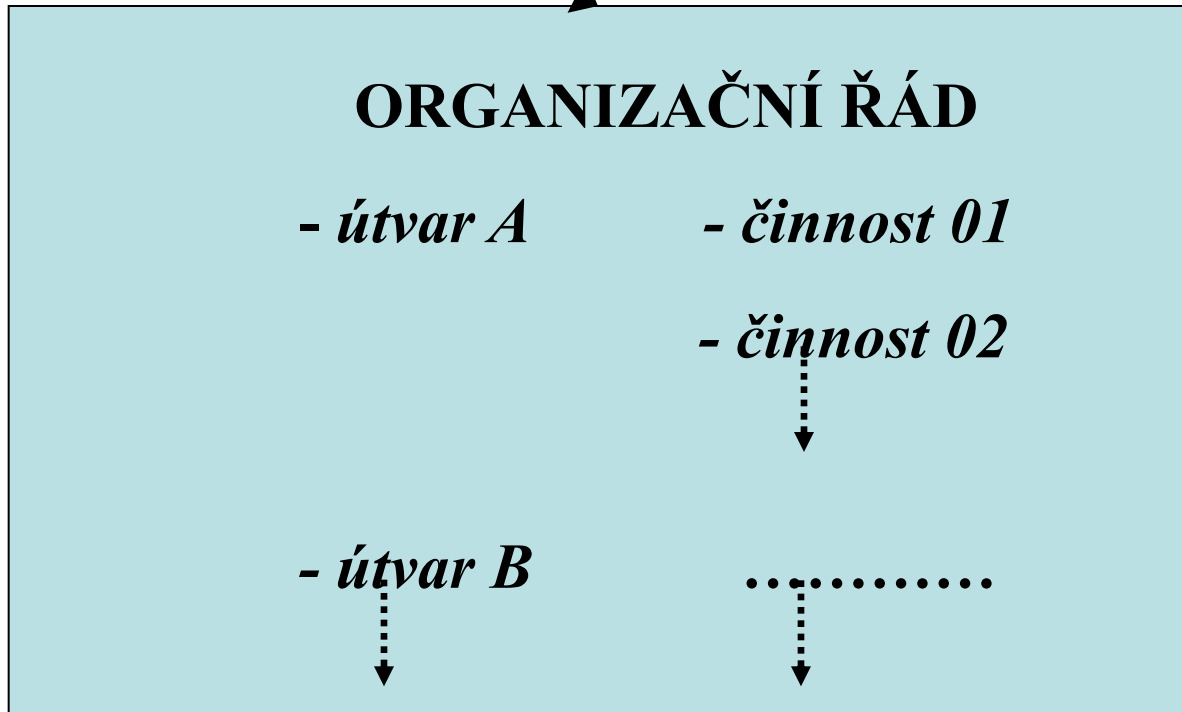 ORGANIZAČNÍ ŘÁD
- útvar A - činnost 01
- činnost 02
- útvar B …………